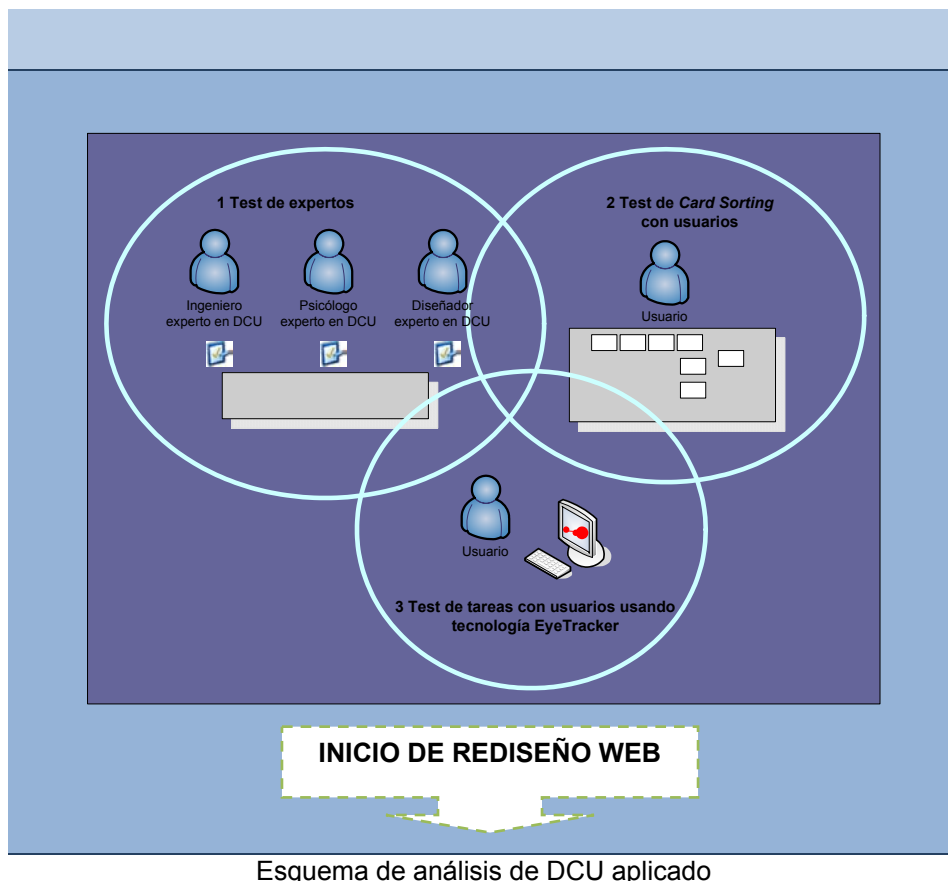 1 Test de expertos
Ingeniero
experto en DCU
Psicólogo
experto en DCU
Diseñador
experto en DCU
2 Test de Card Sorting
con usuarios
Usuario
Usuario
3 Test de tareas con usuarios usando
tecnología EyeTracker
INICIO DE REDISEÑO WEB
Esquema de análisis de DCU aplicado